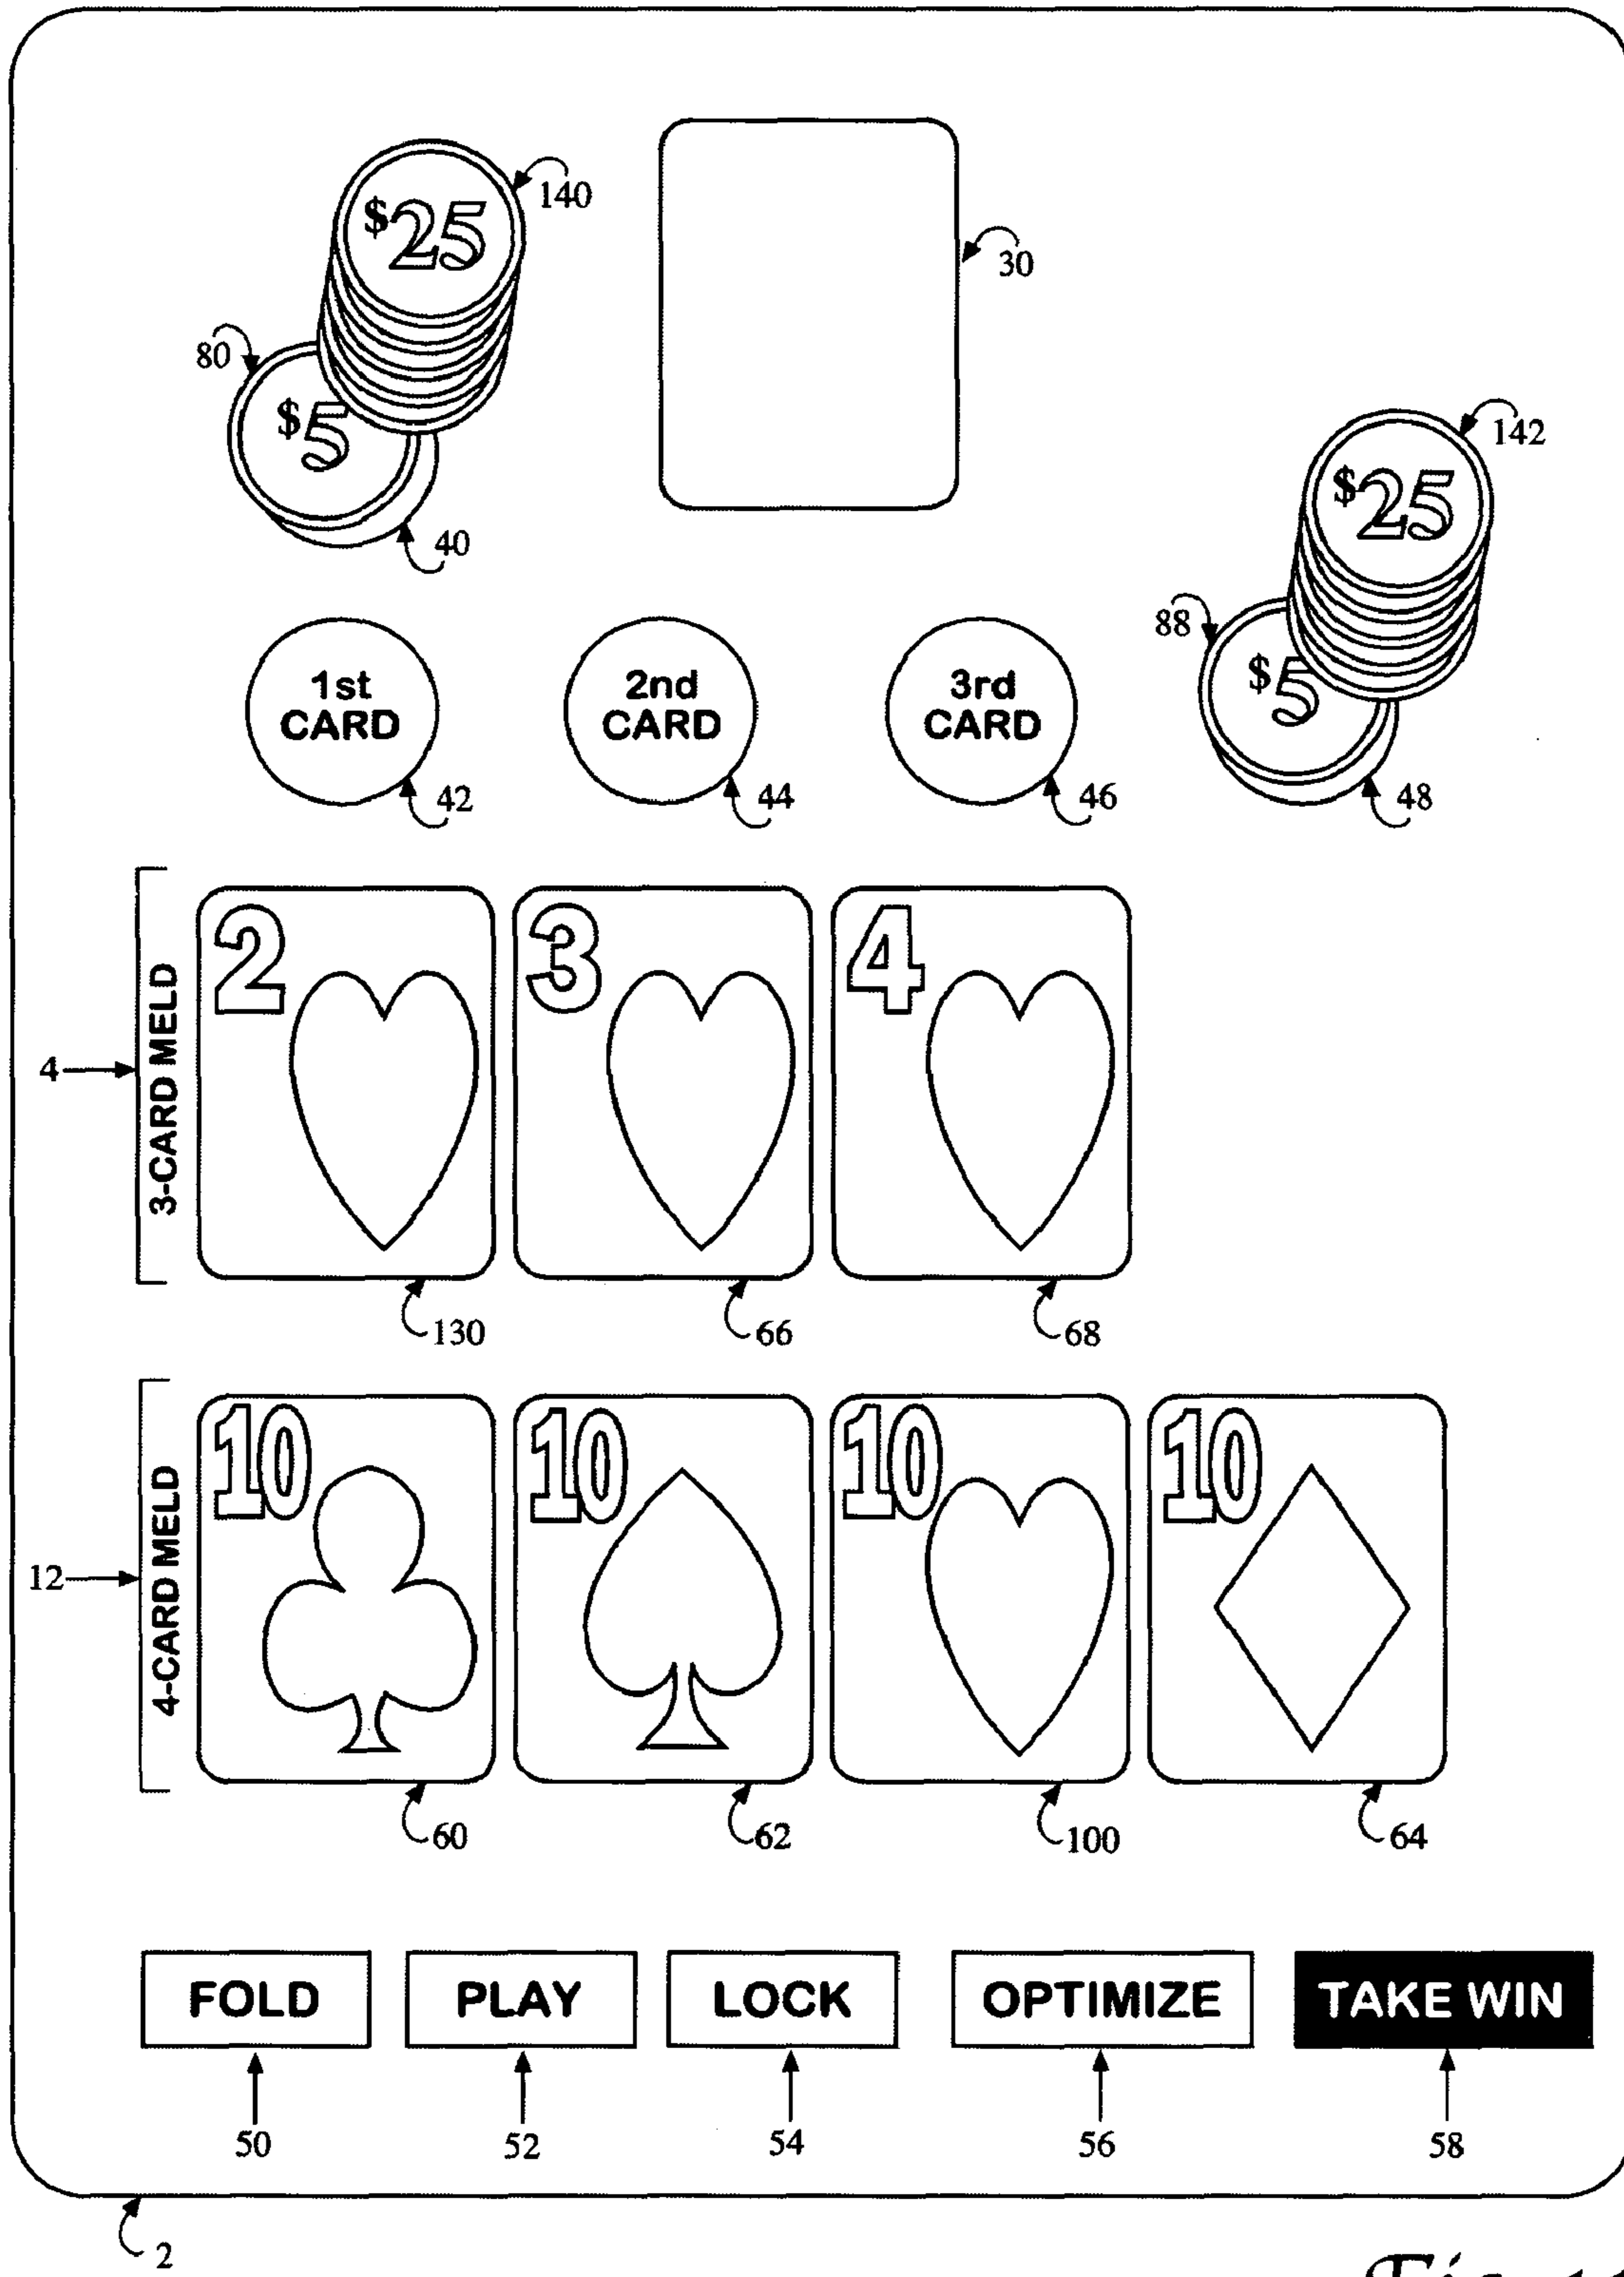 $25
140
30
80
$5
142
40
$25
88
$5
1st
CARD
2nd
CARD
3rd
CARD
42
44
46
48
3-CARD MELD
2
3
4
4
130
66
68
4-CARD MELD
10
10
10
10
12
60
62
100
64
FOLD
PLAY
LOCK
OPTIMIZE
TAKE WIN
50
52
54
56
58
2